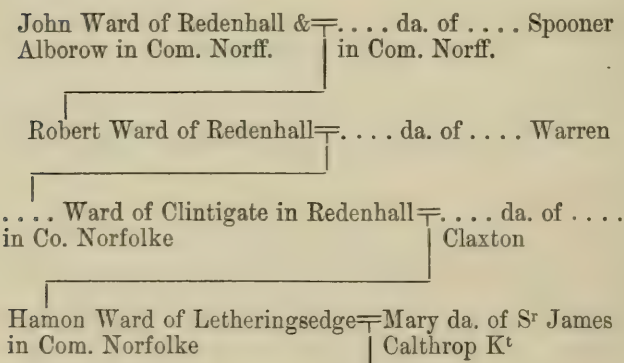 John Ward of Redenhall & . . . . da. of . . . . Spooner
Alborow in Com. Norff. in Com. Norff.
Robert Ward of Redenhall . . . . da. of . . . . Warren
. . . . Ward of Clintigate in Redenhall . . . . da. of . . . .
in Co. Norfolke Claxton
Hamon Ward of Letheringsedge Mary da. of Sʳ James
in Com. Norfolke Calthrop Kᵗ